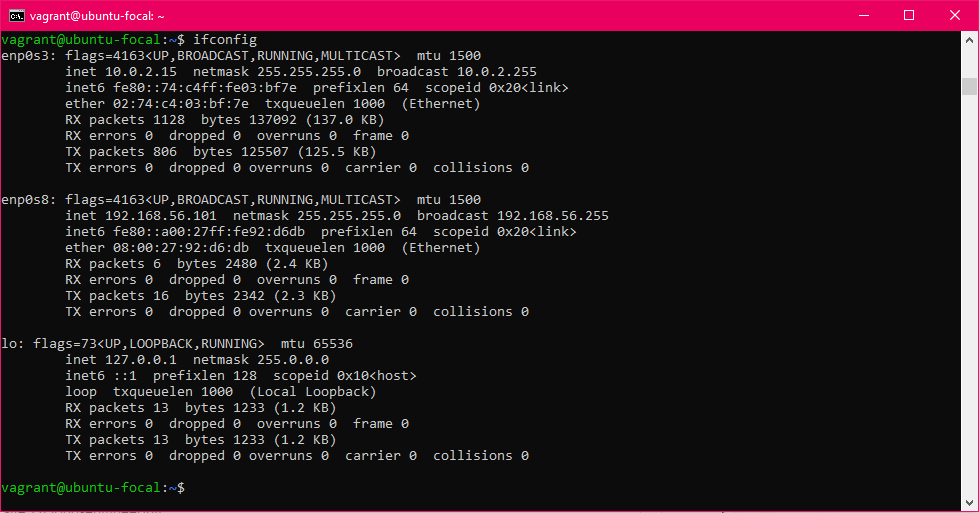 vagrant@ubuntu-focal: ~
vagrant@ubuntu-focal:~$ ifconfig
enp0s3: flags=4163<UP,BROADCAST,RUNNING,MULTICAST>  mtu 1500
        inet 10.0.2.15  netmask 255.255.255.0  broadcast 10.0.2.255
        inet6 fe80::74:c4ff:fe03:bf7e  prefixlen 64  scopeid 0x20<link>
        ether 02:74:c4:03:bf:7e  txqueuelen 1000  (Ethernet)
        RX packets 1128  bytes 137092 (137.0 KB)
        RX errors 0  dropped 0  overruns 0  frame 0
        TX packets 806  bytes 125507 (125.5 KB)
        TX errors 0  dropped 0 overruns 0  carrier 0  collisions 0

enp0s8: flags=4163<UP,BROADCAST,RUNNING,MULTICAST>  mtu 1500
        inet 192.168.56.101  netmask 255.255.255.0  broadcast 192.168.56.255
        inet6 fe80::a00:27ff:fe92:d6db  prefixlen 64  scopeid 0x20<link>
        ether 08:00:27:92:d6:db  txqueuelen 1000  (Ethernet)
        RX packets 6  bytes 2480 (2.4 KB)
        RX errors 0  dropped 0  overruns 0  frame 0
        TX packets 16  bytes 2342 (2.3 KB)
        TX errors 0  dropped 0 overruns 0  carrier 0  collisions 0

lo: flags=73<UP,LOOPBACK,RUNNING>  mtu 65536
        inet 127.0.0.1  netmask 255.0.0.0
        inet6 ::1  prefixlen 128  scopeid 0x10<host>
        loop  txqueuelen 1000  (Local Loopback)
        RX packets 13  bytes 1233 (1.2 KB)
        RX errors 0  dropped 0  overruns 0  frame 0
        TX packets 13  bytes 1233 (1.2 KB)
        TX errors 0  dropped 0 overruns 0  carrier 0  collisions 0

vagrant@ubuntu-focal:~$